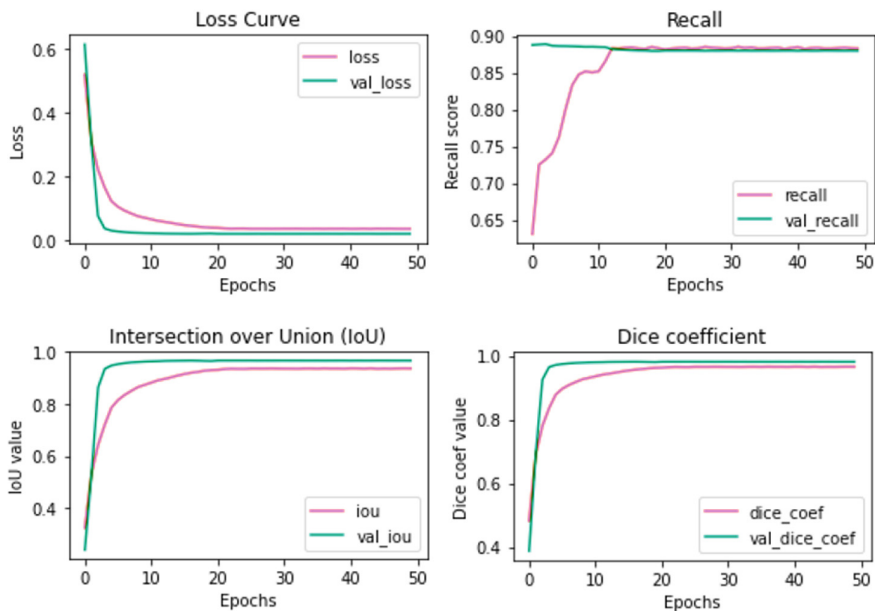 Loss Curve
0.6
0.4
0.2
0.0
Loss
loss
val_loss
0 10 20 30 40 50
Epochs
Recall
0.90
0.85
0.80
0.75
0.70
0.65
Recall score
recall
val_recall
0 10 20 30 40 50
Epochs
Intersection over Union (IoU)
1.0
0.8
0.6
0.4
IoU value
iou
val_iou
0 10 20 30 40 50
Epochs
Dice coefficient
1.0
0.8
0.6
0.4
Dice coef value
dice_coef
val_dice_coef
0 10 20 30 40 50
Epochs